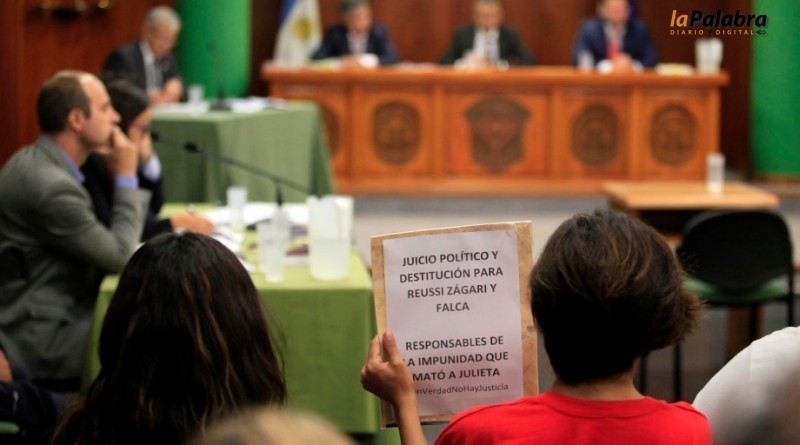 laPalabra
DIARIO DIGITAL
JUICIO POLÍTICO Y
DESTITUCIÓN PARA
REUSSI ZÁGARI Y
FALCA
RESPONSABLES DE
LA IMPUNIDAD QUE
MATÓ A JULIETA